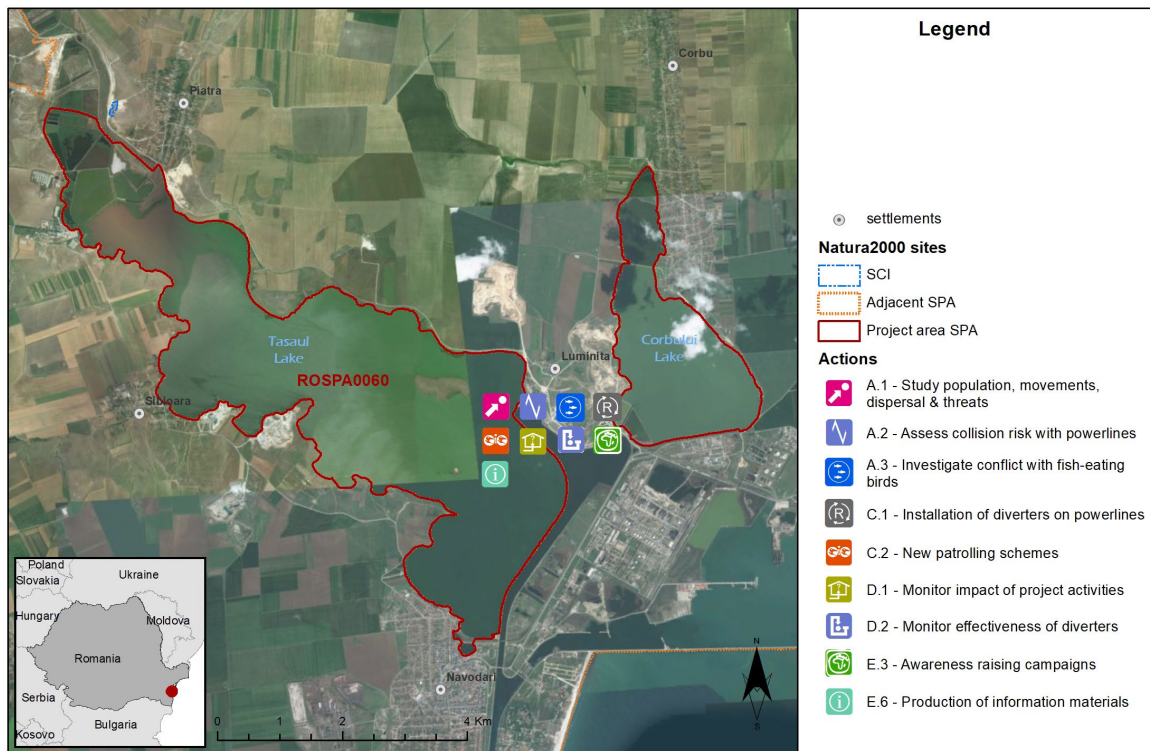 Corbu
Piatra
Tasaul
Lake
ROSPA0060
Corbului
Lake
Luminita
Sibioara
Navodari
0 1 2 4 Km
N
S
Poland
Slovakia
Ukraine
Hungary
Moldova
Romania
Serbia
Bulgaria
Kosovo
Legend
settlements
Natura2000 sites
SCI
Adjacent SPA
Project area SPA
Actions
A.1 - Study population, movements,
dispersal & threats
A.2 - Assess collision risk with powerlines
A.3 - Investigate conflict with fish-eating
birds
R
C.1 - Installation of diverters on powerlines
C.2 - New patrolling schemes
D.1 - Monitor impact of project activities
D.2 - Monitor effectiveness of diverters
E.3 - Awareness raising campaigns
i
E.6 - Production of information materials